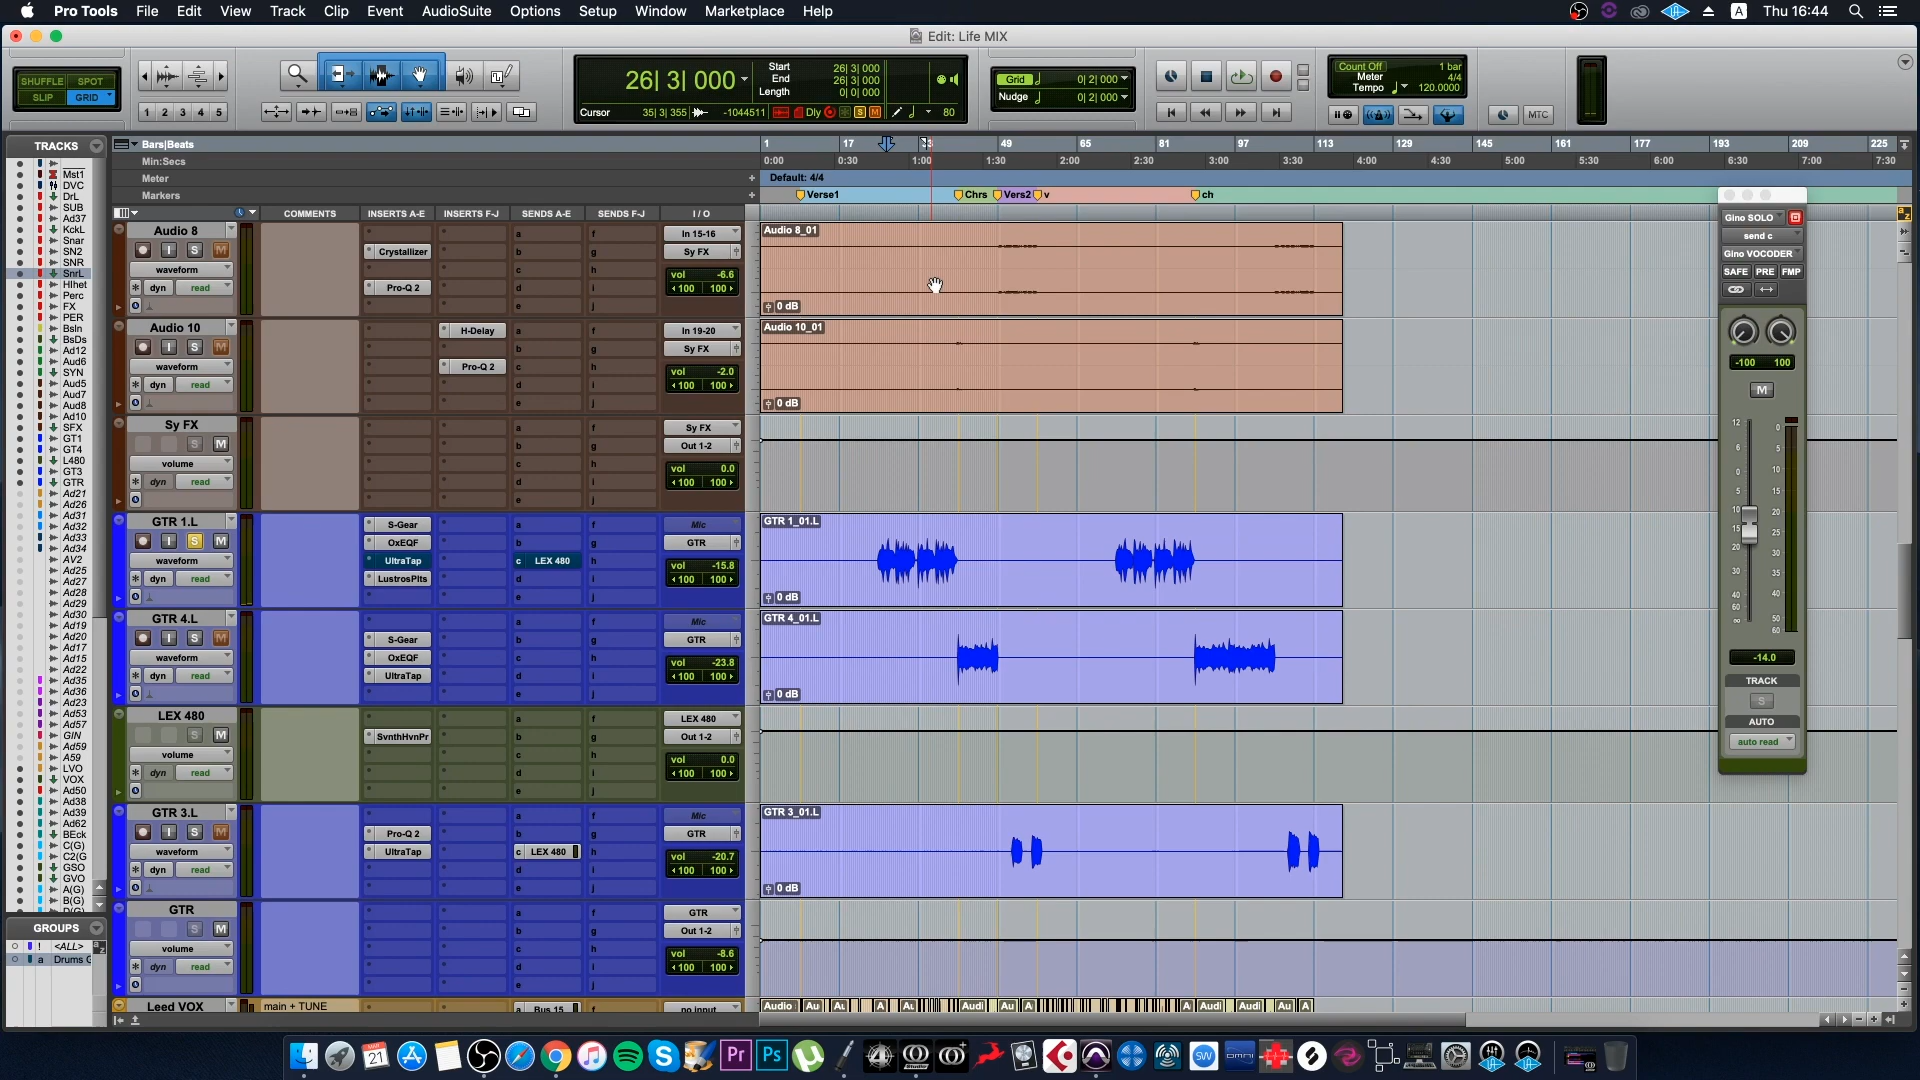 Pro Tools File Edit View Track Clip Event AudioSuite Options Setup Window Marketplace Help A Thu 16:44
Edit: Life MIX
SHUFFLE SPOT
SLIP GRID
1 2 3 4 5
26| 3| 000
Start 26| 3| 000
End 26| 3| 000
Length 0| 0| 000
Cursor 35| 3| 355 -1044511 Dly S M 80
Grid 0| 2| 000
Nudge 0| 2| 000
Count Off 1 bar
Meter 4/4
Tempo 120.0000
MTC
TRACKS
Mst1
DVC
DrL
SUB
Ad37
KckL
Snar
SN2
SNR
SnrL
HIhet
Perc
FX
PER
BsIn
BsDs
Ad12
Aud6
SYN
Aud5
Aud7
Aud8
Ad10
SFX
GT1
GT4
L480
GT3
GTR
Ad21
Ad26
Ad31
Ad32
Ad33
Ad34
AV2
Ad25
Ad27
Ad28
Ad29
Ad30
Ad19
Ad20
Ad17
Ad15
Ad22
Ad35
Ad36
Ad23
Ad53
Ad57
GIN
Ad59
A59
LVO
VOX
Ad50
Ad38
Ad39
Ad62
BEck
C(G)
C2(G
GSO
GVO
A(G)
B(G)
GROUPS
! <ALL>
a Drums G
Bars|Beats 1 17 33 49 65 81 97 113 129 145 161 177 193 209 225
Min:Secs 0:00 0:30 1:00 1:30 2:00 2:30 3:00 3:30 4:00 4:30 5:00 5:30 6:00 6:30 7:00 7:30
Meter Default: 4/4
Markers Verse1 Chrs Vers2 v ch
COMMENTS INSERTS A-E INSERTS F-J SENDS A-E SENDS F-J I / O
Audio 8
I S M
waveform
dyn read
Crystallizer
Pro-Q 2
a b c d e
f g h i j
In 15-16
Sy FX
vol -6.6
100 100
Audio 8_01
0 dB
Audio 10
I S M
waveform
dyn read
H-Delay
Pro-Q 2
a b c d e
f g h i j
In 19-20
Sy FX
vol -2.0
100 100
Audio 10_01
0 dB
Sy FX
S M
volume
dyn read
a b c d e
f g h i j
Sy FX
Out 1-2
vol 0.0
100 100
GTR 1.L
I S M
waveform
dyn read
S-Gear
OxEQF
UltraTap
LustrosPlts
a b c LEX 480 d e
f g h i j
Mic
GTR
vol -15.8
100 100
GTR 1_01.L
0 dB
GTR 4.L
I S M
waveform
dyn read
S-Gear
OxEQF
UltraTap
a b c d e
f g h i j
Mic
GTR
vol -23.8
100 100
GTR 4_01.L
0 dB
LEX 480
S M
volume
dyn read
SvnthHvnPr
a b c d e
f g h i j
LEX 480
Out 1-2
vol 0.0
100 100
GTR 3.L
I S M
waveform
dyn read
Pro-Q 2
UltraTap
a b c LEX 480 d e
f g h i j
Mic
GTR
vol -20.7
100 100
GTR 3_01.L
0 dB
GTR
S M
volume
dyn read
a b c d e
f g h i j
GTR
Out 1-2
vol -8.6
100 100
Leed VOX main + TUNE a Bus 15 f no input
Audio Au Au A Au Audi Au A A Audi Audi Au A
Gino SOLO
send c
Gino VOCODER
SAFE PRE FMP
-100 100
M
12 6 0 5 10 15 20 30 40 60 ∞
0 5 10 15 20 25 30 35 40 50 60
-14.0
TRACK
S
AUTO
auto read
MAR 21 Pr Ps SW OMNI